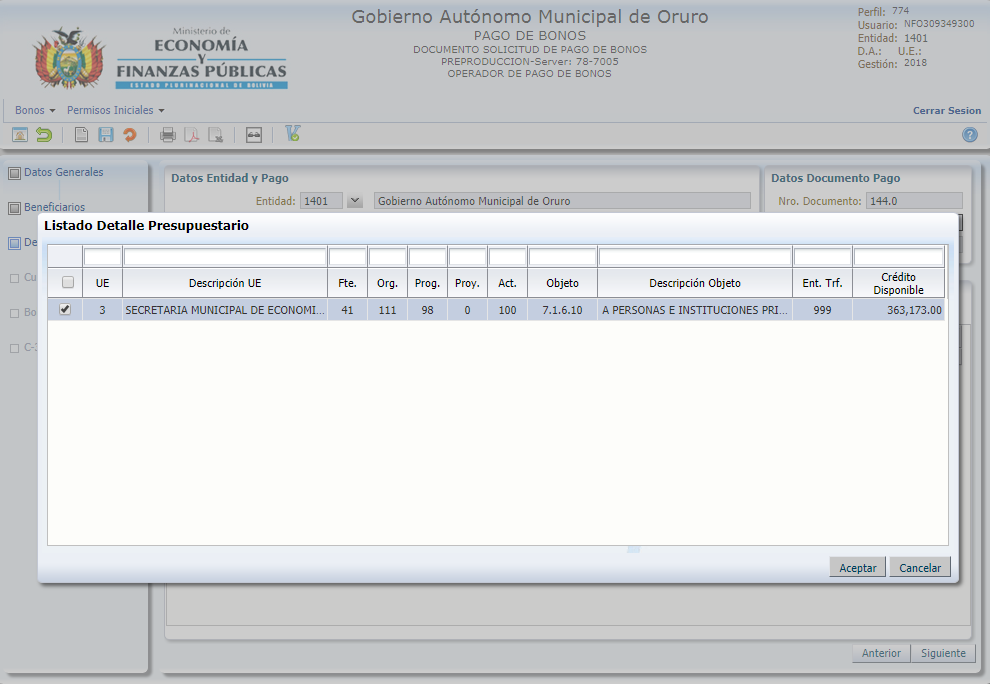 Ministerio de
ECONOMÍA
Y
FINANZAS PÚBLICAS
ESTADO PLURINACIONAL DE BOLIVIA
Gobierno Autónomo Municipal de Oruro
PAGO DE BONOS
DOCUMENTO SOLICITUD DE PAGO DE BONOS
PREPRODUCCION-Server: 78-7005
OPERADOR DE PAGO DE BONOS
Perfil: 774
Usuario: NFO309349300
Entidad: 1401
D.A.: U.E.:
Gestión: 2018
Bonos Permisos Iniciales Cerrar Sesion
Datos Generales
Beneficiarios
De
Cu
Bo
C-
Datos Entidad y Pago
Entidad: 1401 Gobierno Autónomo Municipal de Oruro
Datos Documento Pago
Nro. Documento: 144.0
Listado Detalle Presupuestario
UE Descripción UE Fte. Org. Prog. Proy. Act. Objeto Descripción Objeto Ent. Trf. Crédito Disponible
3 SECRETARIA MUNICIPAL DE ECONOMI... 41 111 98 0 100 7.1.6.10 A PERSONAS E INSTITUCIONES PRI... 999 363,173.00
Aceptar Cancelar
Anterior Siguiente